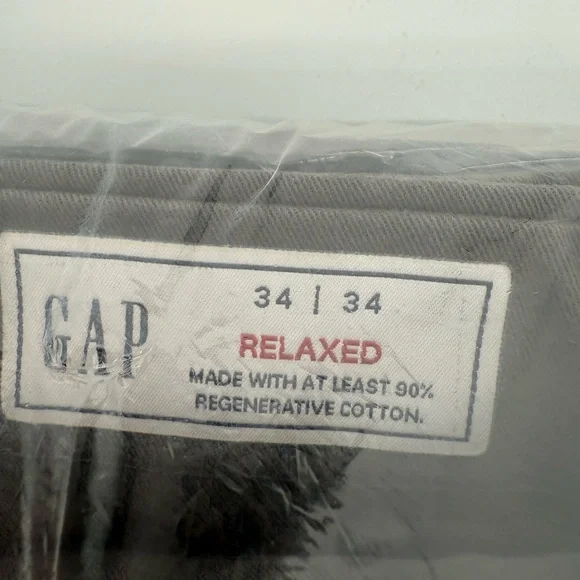 GAP
34 | 34
RELAXED
MADE WITH AT LEAST 90%
REGENERATIVE COTTON.